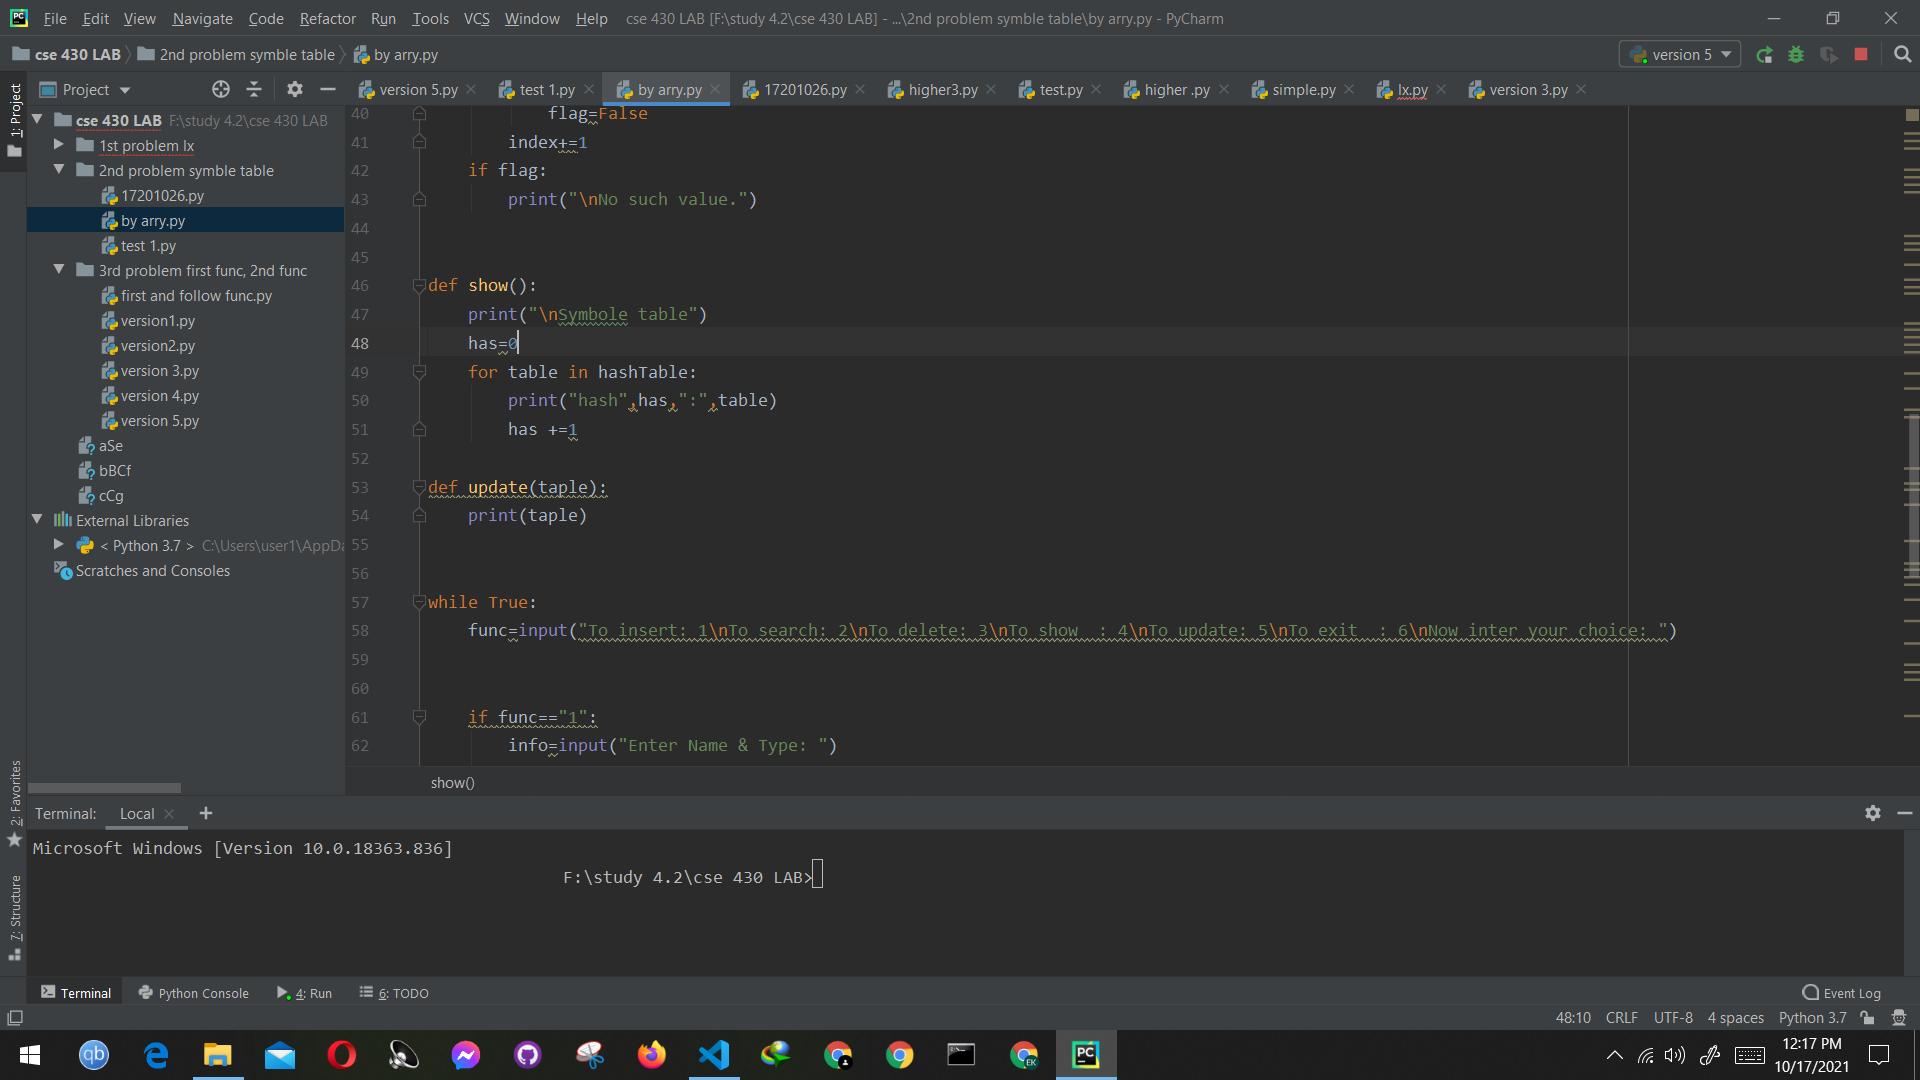 File Edit View Navigate Code Refactor Run Tools VCS Window Help cse 430 LAB [F:\study 4.2\cse 430 LAB] - ...\2nd problem symble table\by arry.py - PyCharm
cse 430 LAB 2nd problem symble table by arry.py version 5
Project version 5.py test 1.py by arry.py 17201026.py higher3.py test.py higher .py simple.py lx.py version 3.py
1: Project
cse 430 LAB F:\study 4.2\cse 430 LAB
1st problem lx
2nd problem symble table
17201026.py
by arry.py
test 1.py
3rd problem first func, 2nd func
first and follow func.py
version1.py
version2.py
version 3.py
version 4.py
version 5.py
aSe
bBCf
cCg
External Libraries
< Python 3.7 > C:\Users\user1\AppDa
Scratches and Consoles
2: Favorites
7: Structure
40 flag=False
41 index+=1
42 if flag:
43 print("\nNo such value.")
44
45
46 def show():
47 print("\nSymbole table")
48 has=0
49 for table in hashTable:
50 print("hash",has,":",table)
51 has +=1
52
53 def update(taple):
54 print(taple)
55
56
57 while True:
58 func=input("To insert: 1\nTo search: 2\nTo delete: 3\nTo show  : 4\nTo update: 5\nTo exit  : 6\nNow inter your choice: ")
59
60
61 if func=="1":
62 info=input("Enter Name & Type: ")
show()
Terminal: Local
Microsoft Windows [Version 10.0.18363.836]
F:\study 4.2\cse 430 LAB>
Terminal Python Console 4: Run 6: TODO Event Log
48:10 CRLF UTF-8 4 spaces Python 3.7
qb EK PC
12:17 PM
10/17/2021